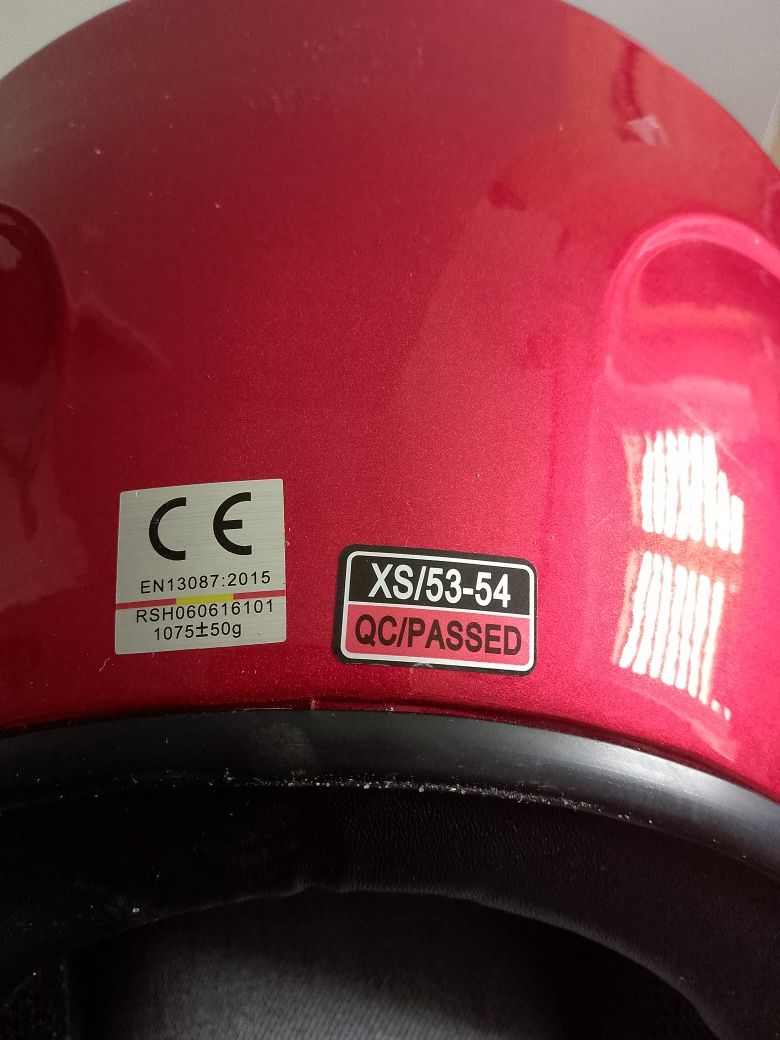 CE
EN13087:2015
RSH060616101
1075±50g
XS/53-54
QC/PASSED